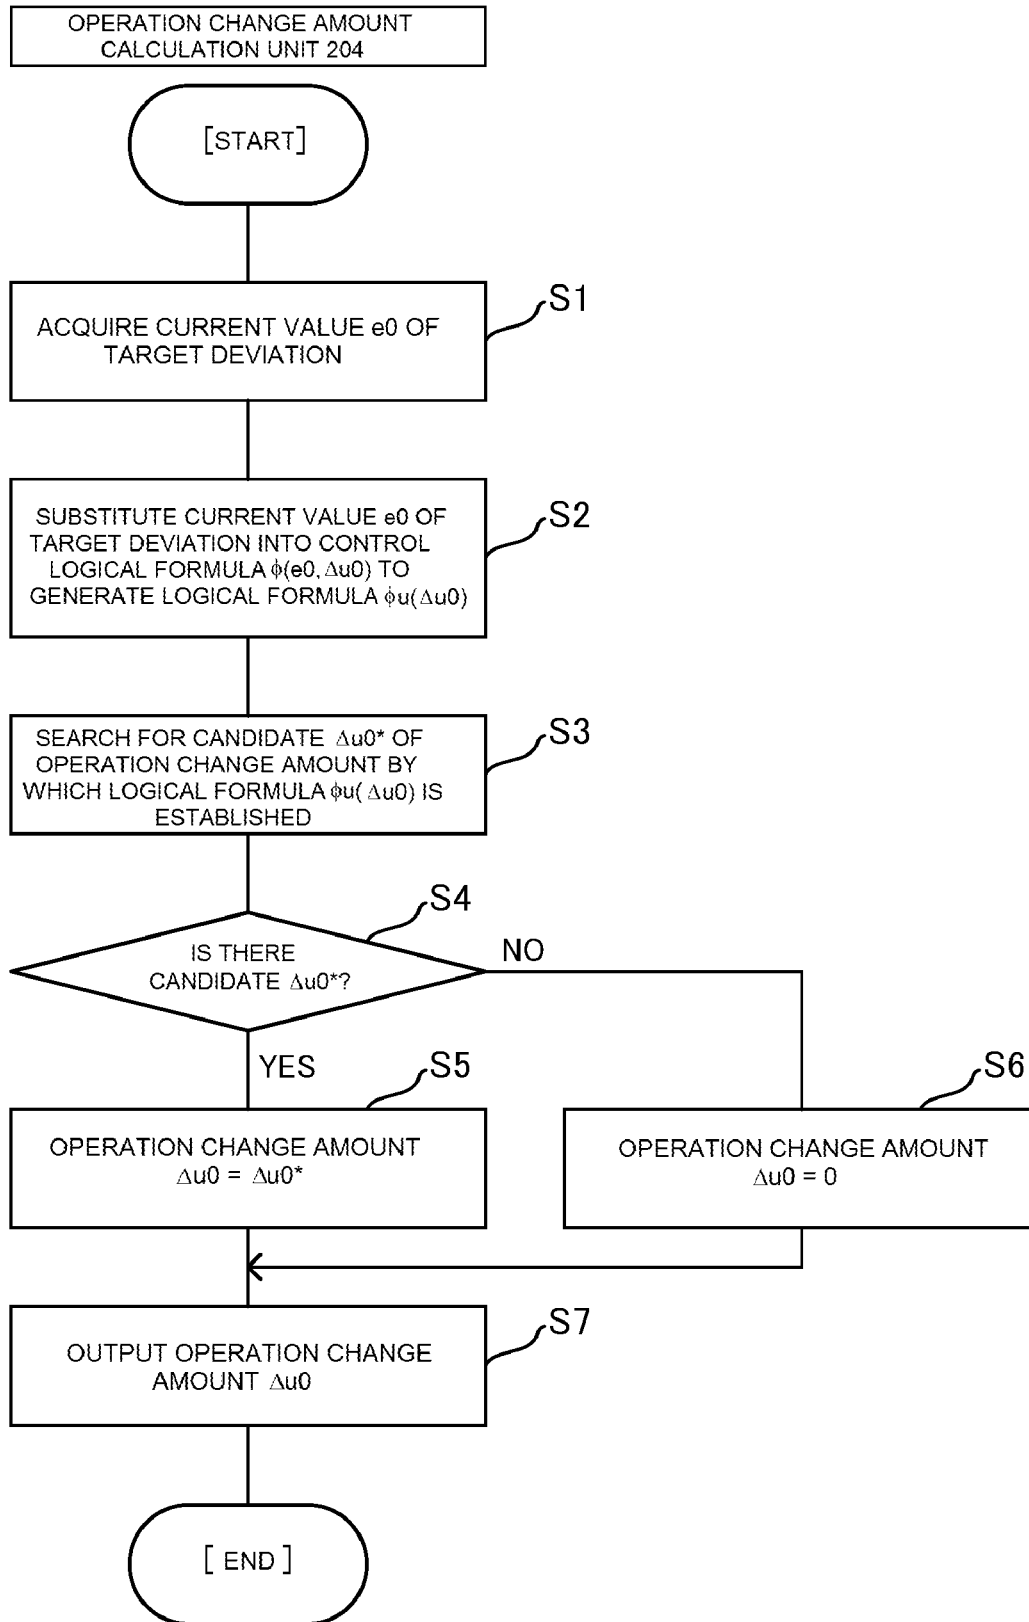 OPERATION CHANGE AMOUNT
CALCULATION UNIT 204
[START]
S1
ACQUIRE CURRENT VALUE e0 OF
TARGET DEVIATION
S2
SUBSTITUTE CURRENT VALUE e0 OF
TARGET DEVIATION INTO CONTROL
LOGICAL FORMULA ϕ(e0, Δu0) TO
GENERATE LOGICAL FORMULA ϕu(Δu0)
S3
SEARCH FOR CANDIDATE Δu0* OF
OPERATION CHANGE AMOUNT BY
WHICH LOGICAL FORMULA ϕu(Δu0) IS
ESTABLISHED
S4
IS THERE
CANDIDATE Δu0*?
NO
YES
S5
OPERATION CHANGE AMOUNT
Δu0 = Δu0*
S6
OPERATION CHANGE AMOUNT
Δu0 = 0
S7
OUTPUT OPERATION CHANGE
AMOUNT Δu0
[ END ]